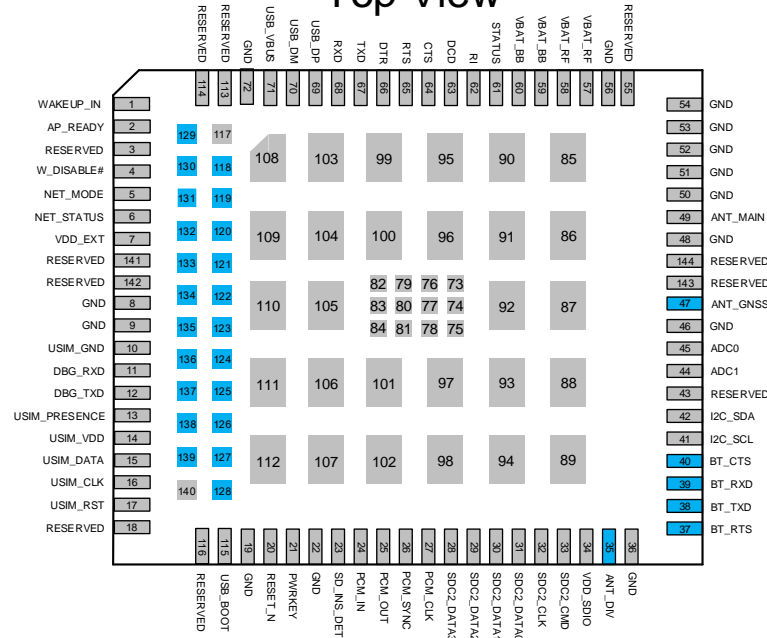 Top View
RESERVED RESERVED GND USB_VBUS USB_DM USB_DP RXD TXD DTR RTS CTS DCD RI STATUS VBAT_BB VBAT_BB VBAT_RF VBAT_RF GND RESERVED
114 113 72 71 70 69 68 67 66 65 64 63 62 61 60 59 58 57 56 55
WAKEUP_IN 1
AP_READY 2
RESERVED 3
W_DISABLE# 4
NET_MODE 5
NET_STATUS 6
VDD_EXT 7
RESERVED 141
RESERVED 142
GND 8
GND 9
USIM_GND 10
DBG_RXD 11
DBG_TXD 12
USIM_PRESENCE 13
USIM_VDD 14
USIM_DATA 15
USIM_CLK 16
USIM_RST 17
RESERVED 18
129 117
130 118
131 119
132 120
133 121
134 122
135 123
136 124
137 125
138 126
139 127
140 128
108 103 99 95 90 85
109 104 100 96 91 86
110 105 92 87
82 79 76 73
83 80 77 74
84 81 78 75
111 106 101 97 93 88
112 107 102 98 94 89
54 GND
53 GND
52 GND
51 GND
50 GND
49 ANT_MAIN
48 GND
144 RESERVED
143 RESERVED
47 ANT_GNSS
46 GND
45 ADC0
44 ADC1
43 RESERVED
42 I2C_SDA
41 I2C_SCL
40 BT_CTS
39 BT_RXD
38 BT_TXD
37 BT_RTS
116 115 19 20 21 22 23 24 25 26 27 28 29 30 31 32 33 34 35 36
RESERVED USB_BOOT GND RESET_N PWRKEY GND SD_INS_DET PCM_IN PCM_OUT PCM_SYNC PCM_CLK SDC2_DATA3 SDC2_DATA2 SDC2_DATA1 SDC2_DATA0 SDC2_CLK SDC2_CMD VDD_SDIO ANT_DIV GND